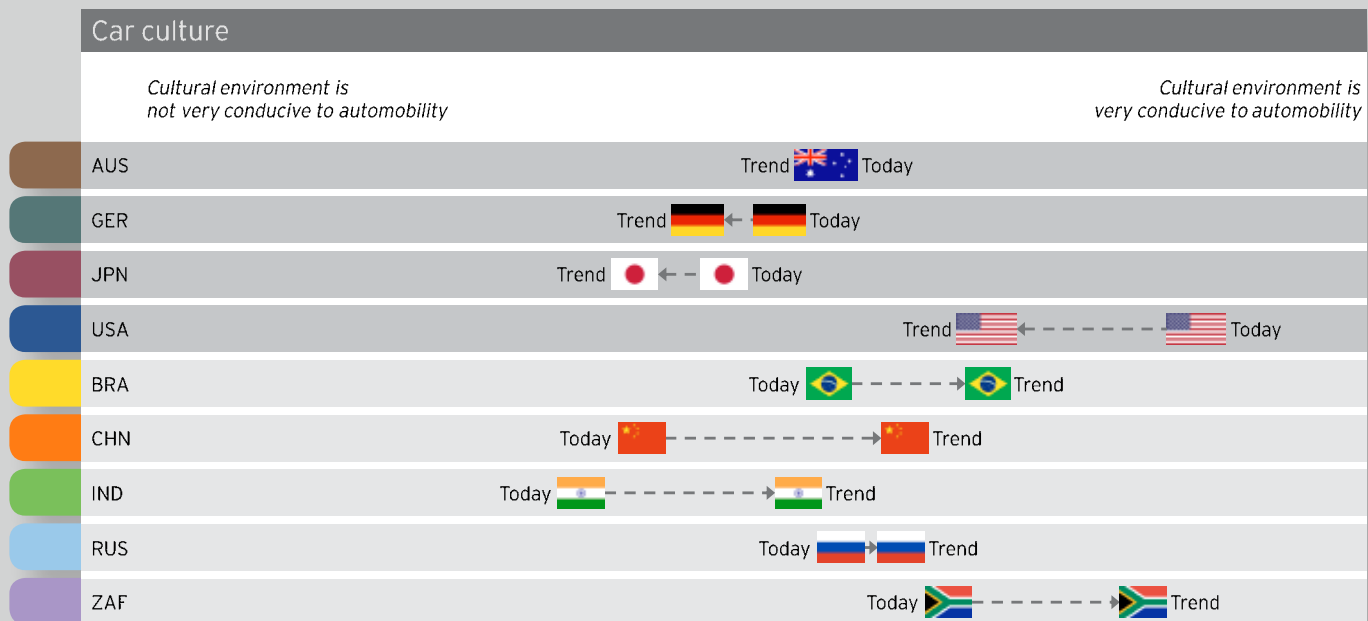 Car culture
Cultural environment is
not very conducive to automobility
Cultural environment is
very conducive to automobility
AUS Trend Today
GER Trend Today
JPN Trend Today
USA Trend Today
BRA Today Trend
CHN Today Trend
IND Today Trend
RUS Today Trend
ZAF Today Trend